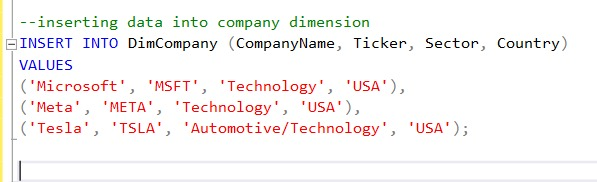 --inserting data into company dimension
INSERT INTO DimCompany (CompanyName, Ticker, Sector, Country)
VALUES
('Microsoft', 'MSFT', 'Technology', 'USA'),
('Meta', 'META', 'Technology', 'USA'),
('Tesla', 'TSLA', 'Automotive/Technology', 'USA');